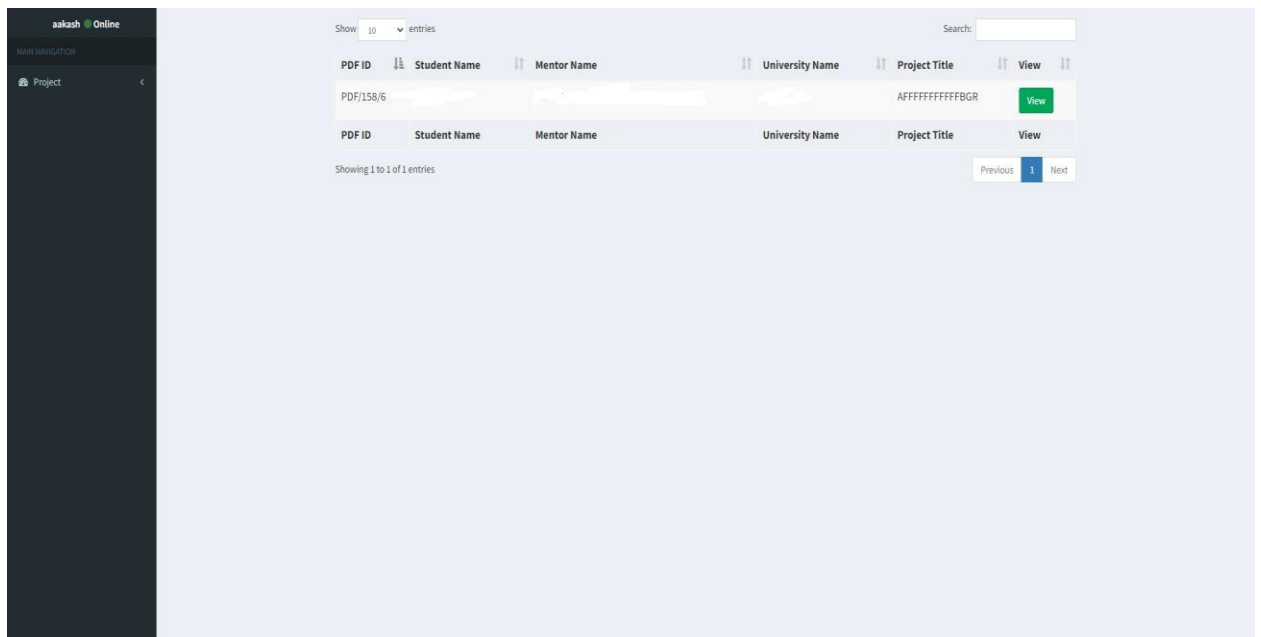 aakash Online
MAIN NAVIGATION
Project
Show 10 entries Search:
PDF ID Student Name Mentor Name University Name Project Title View
PDF/158/6 AFFFFFFFFFFFBGR View
PDF ID Student Name Mentor Name University Name Project Title View
Showing 1 to 1 of 1 entries Previous 1 Next